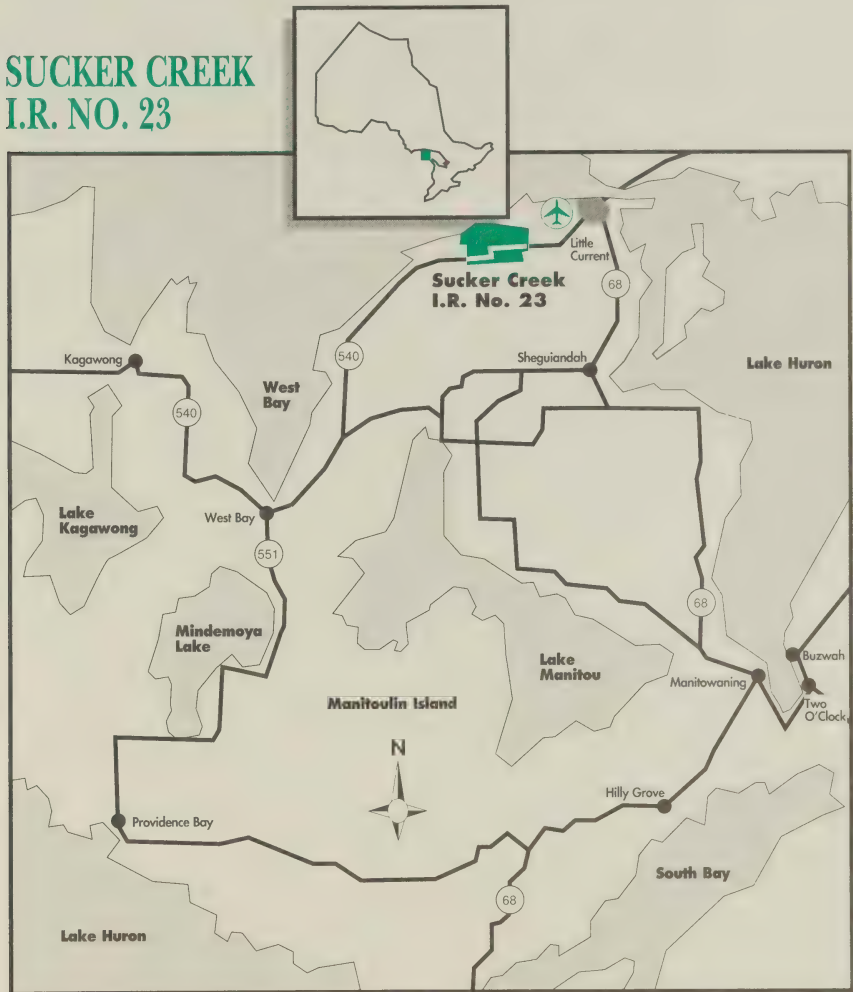 SUCKER CREEK
I.R. NO. 23
Little
Current
Sucker Creek
I.R. No. 23
68
Kagawong
540
Sheguiandah
Lake Huron
West
Bay
540
Lake
Kagawong
West Bay
551
Mindemoya
Lake
68
Buzwah
Lake
Manitou
Manitowaning
Two
O'Clock
Manitoulin Island
N
Hilly Grove
Providence Bay
South Bay
68
Lake Huron